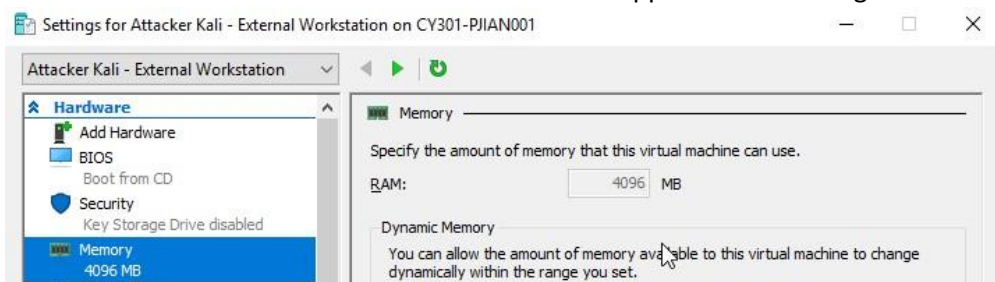 Settings for Attacker Kali - External Workstation on CY301-PJIAN001
Attacker Kali - External Workstation
Hardware
Add Hardware
BIOS
Boot from CD
Security
Key Storage Drive disabled
Memory
4096 MB
Memory
Specify the amount of memory that this virtual machine can use.
RAM: 4096 MB
Dynamic Memory
You can allow the amount of memory available to this virtual machine to change
dynamically within the range you set.